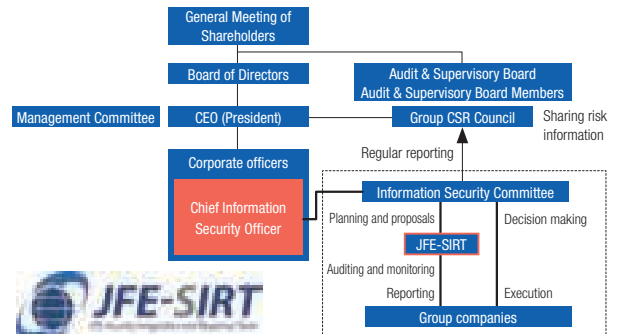 General Meeting of
Shareholders
Board of Directors
Audit & Supervisory Board
Audit & Supervisory Board Members
Management Committee
CEO (President)
Group CSR Council
Sharing risk
information
Regular reporting
Corporate officers
Chief Information
Security Officer
Information Security Committee
Planning and proposals
Decision making
JFE-SIRT
Auditing and monitoring
Reporting
Execution
Group companies
JFE-SIRT